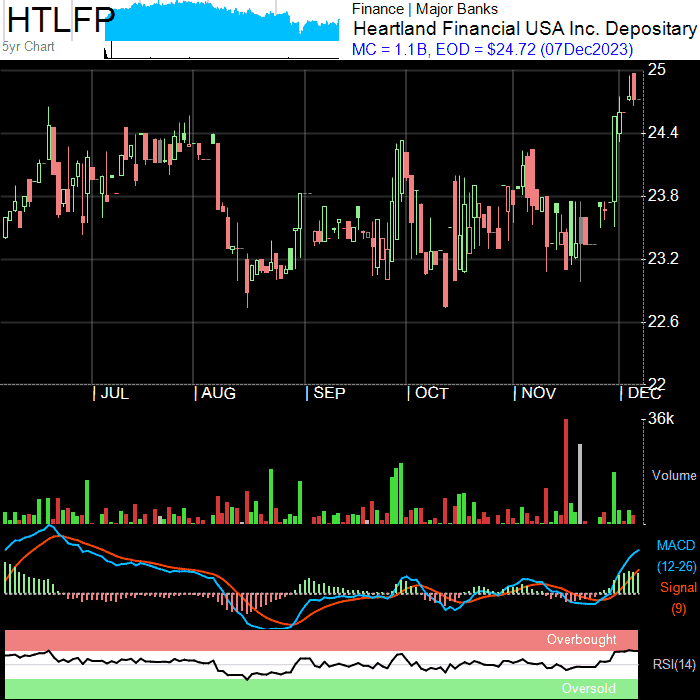 HTLFP
5yr Chart
Finance | Major Banks
Heartland Financial USA Inc. Depositary
MC = 1.1B, EOD = $24.72 (07Dec2023)
25
24.4
23.8
23.2
22.6
22
| JUL | AUG | SEP | OCT | NOV | DEC
36k
Volume
MACD
(12-26)
Signal
(9)
Overbought
RSI(14)
Oversold